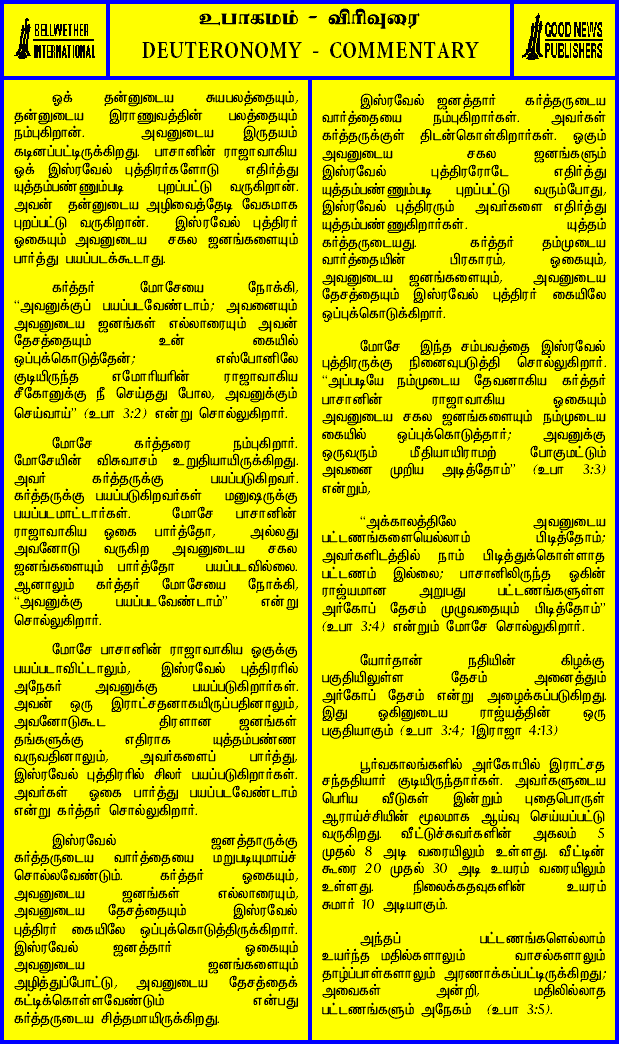 BELLWETHER
INTERNATIONAL
உபாகமம் - விரிவுரை
DEUTERONOMY - COMMENTARY
GOOD NEWS
PUBLISHERS
ஓக் தன்னுடைய சுயபலத்தையும்,
தன்னுடைய இராணுவத்தின் பலத்தையும்
நம்புகிறான். அவனுடைய இருதயம்
கடினப்பட்டிருக்கிறது. பாசானின் ராஜாவாகிய
ஓக் இஸ்ரவேல் புத்திரர்களோடு எதிர்த்து
யுத்தம்பண்ணும்படி புறப்பட்டு வருகிறான்.
அவன் தன்னுடைய அழிவைத்தேடி வேகமாக
புறப்பட்டு வருகிறான். இஸ்ரவேல் புத்திரர்
ஓகையும் அவனுடைய சகல ஜனங்களையும்
பார்த்து பயப்படக்கூடாது.
கர்த்தர் மோசேயை நோக்கி,
“அவனுக்குப் பயப்படவேண்டாம்; அவனையும்
அவனுடைய ஜனங்கள் எல்லாரையும் அவன்
தேசத்தையும் உன் கையில்
ஒப்புக்கொடுத்தேன்; எஸ்போனிலே
குடியிருந்த எமோரியரின் ராஜாவாகிய
சீகோனுக்கு நீ செய்தது போல, அவனுக்கும்
செய்வாய்” (உபா 3:2) என்று சொல்லுகிறார்.
மோசே கர்த்தரை நம்புகிறார்.
மோசேயின் விசுவாசம் உறுதியாயிருக்கிறது.
அவர் கர்த்தருக்கு பயப்படுகிறவர்.
கர்த்தருக்கு பயப்படுகிறவர்கள் மனுஷருக்கு
பயப்படமாட்டார்கள். மோசே பாசானின்
ராஜாவாகிய ஓகை பார்த்தோ, அல்லது
அவனோடு வருகிற அவனுடைய சகல
ஜனங்களையும் பார்த்தோ பயப்படவில்லை.
ஆனாலும் கர்த்தர் மோசேயை நோக்கி,
“அவனுக்கு பயப்படவேண்டாம்” என்று
சொல்லுகிறார்.
மோசே பாசானின் ராஜாவாகிய ஓகுக்கு
பயப்படாவிட்டாலும், இஸ்ரவேல் புத்திரரில்
அநேகர் அவனுக்கு பயப்படுகிறார்கள்.
அவன் ஒரு இராட்சதனாகயிருப்பதினாலும்,
அவனோடுகூட திரளான ஜனங்கள்
தங்களுக்கு எதிராக யுத்தம்பண்ண
வருவதினாலும், அவர்களைப் பார்த்து,
இஸ்ரவேல் புத்திரரில் சிலர் பயப்படுகிறார்கள்.
அவர்கள் ஓகை பார்த்து பயப்படவேண்டாம்
என்று கர்த்தர் சொல்லுகிறார்.
இஸ்ரவேல் ஜனத்தாருக்கு
கர்த்தருடைய வார்த்தையை மறுபடியுமாய்ச்
சொல்லவேண்டும். கர்த்தர் ஓகையும்,
அவனுடைய ஜனங்கள் எல்லாரையும்,
அவனுடைய தேசத்தையும் இஸ்ரவேல்
புத்திரர் கையிலே ஒப்புக்கொடுத்திருக்கிறார்.
இஸ்ரவேல் ஜனத்தார் ஓகையும்
அவனுடைய ஜனங்களையும்
அழித்துப்போட்டு, அவனுடைய தேசத்தைக்
கட்டிக்கொள்ளவேண்டும் என்பது
கர்த்தருடைய சித்தமாயிருக்கிறது.
இஸ்ரவேல் ஜனத்தார் கர்த்தருடைய
வார்த்தையை நம்புகிறார்கள். அவர்கள்
கர்த்தருக்குள் திடன்கொள்கிறார்கள். ஓகும்
அவனுடைய சகல ஜனங்களும்
இஸ்ரவேல் புத்திரரோடே எதிர்த்து
யுத்தம்பண்ணும்படி புறப்பட்டு வரும்போது,
இஸ்ரவேல் புத்திரரும் அவர்களை எதிர்த்து
யுத்தம்பண்ணுகிறார்கள். யுத்தம்
கர்த்தருடையது. கர்த்தர் தம்முடைய
வார்த்தையின் பிரகாரம், ஓகையும்,
அவனுடைய ஜனங்களையும், அவனுடைய
தேசத்தையும் இஸ்ரவேல் புத்திரர் கையிலே
ஒப்புக்கொடுக்கிறார்.
மோசே இந்த சம்பவத்தை இஸ்ரவேல்
புத்திரருக்கு நினைவுபடுத்தி சொல்லுகிறார்.
“அப்படியே நம்முடைய தேவனாகிய கர்த்தர்
பாசானின் ராஜாவாகிய ஓகையும்
அவனுடைய சகல ஜனங்களையும் நம்முடைய
கையில் ஒப்புக்கொடுத்தார்; அவனுக்கு
ஒருவரும் மீதியாயிராமற் போகுமட்டும்
அவனை முறிய அடித்தோம்” (உபா 3:3)
என்றும்,
“அக்காலத்திலே அவனுடைய
பட்டணங்களையெல்லாம் பிடித்தோம்;
அவர்களிடத்தில் நாம் பிடித்துக்கொள்ளாத
பட்டணம் இல்லை; பாசானிலிருந்த ஓகின்
ராஜ்யமான அறுபது பட்டணங்களுள்ள
அர்கோப் தேசம் முழுவதையும் பிடித்தோம்”
(உபா 3:4) என்றும் மோசே சொல்லுகிறார்.
யோர்தான் நதியின் கிழக்கு
பகுதியிலுள்ள தேசம் அனைத்தும்
அர்கோப் தேசம் என்று அழைக்கப்படுகிறது.
இது ஓகினுடைய ராஜ்யத்தின் ஒரு
பகுதியாகும் (உபா 3:4; 1இராஜா 4:13)
பூர்வகாலங்களில் அர்கோபில் இராட்சத
சந்ததியார் குடியிருந்தார்கள். அவர்களுடைய
பெரிய வீடுகள் இன்றும் புதைபொருள்
ஆராய்ச்சியின் மூலமாக ஆய்வு செய்யப்பட்டு
வருகிறது. வீட்டுச்சுவர்களின் அகலம் 5
முதல் 8 அடி வரையிலும் உள்ளது. வீட்டின்
கூரை 20 முதல் 30 அடி உயரம் வரையிலும்
உள்ளது. நிலைக்கதவுகளின் உயரம்
சுமார் 10 அடியாகும்.
அந்தப் பட்டணங்களெல்லாம்
உயர்ந்த மதில்களாலும் வாசல்களாலும்
தாழ்ப்பாள்களாலும் அரணாக்கப்பட்டிருக்கிறது;
அவைகள் அன்றி, மதிலில்லாத
பட்டணங்களும் அநேகம் (உபா 3:5).